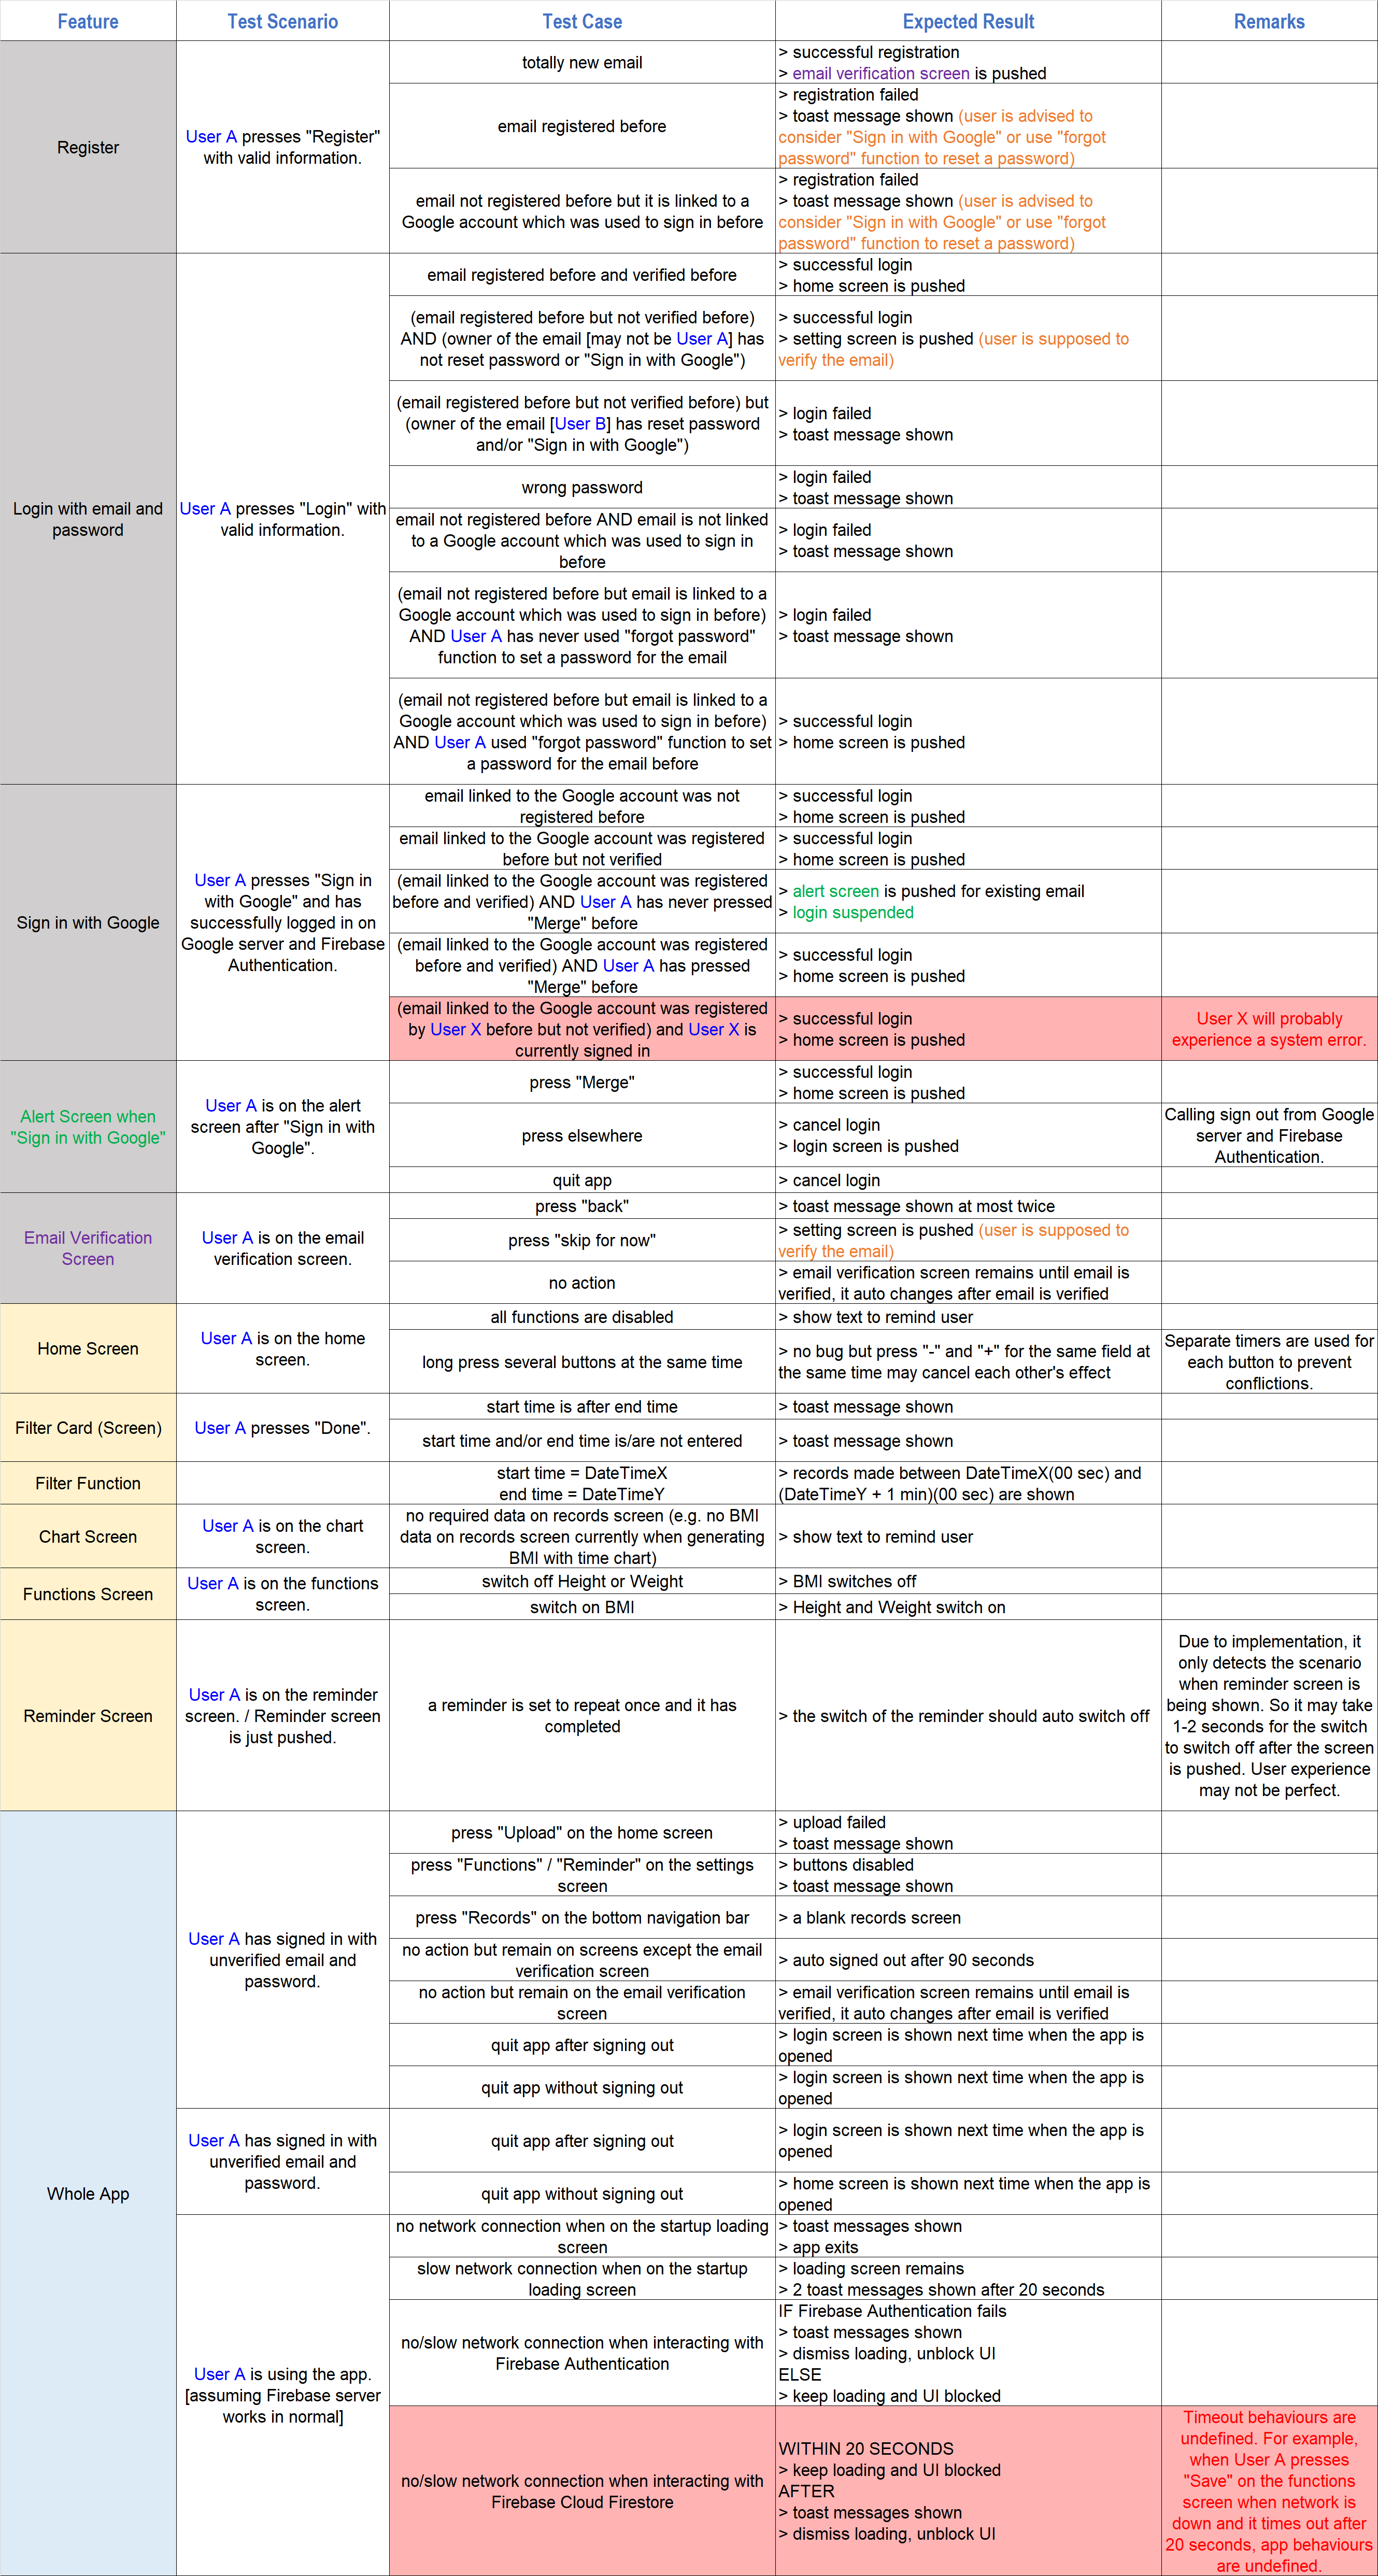 Feature Test Scenario Test Case Expected Result Remarks
Register
User A presses "Register"
with valid information.
totally new email
> successful registration
> email verification screen is pushed
email registered before
> registration failed
> toast message shown (user is advised to
consider "Sign in with Google" or use "forgot
password" function to reset a password)
email not registered before but it is linked to a
Google account which was used to sign in before
> registration failed
> toast message shown (user is advised to
consider "Sign in with Google" or use "forgot
password" function to reset a password)
Login with email and
password
User A presses "Login" with
valid information.
email registered before and verified before
> successful login
> home screen is pushed
(email registered before but not verified before)
AND (owner of the email [may not be User A] has
not reset password or "Sign in with Google")
> successful login
> setting screen is pushed (user is supposed to
verify the email)
(email registered before but not verified before) but
(owner of the email [User B] has reset password
and/or "Sign in with Google")
> login failed
> toast message shown
wrong password
> login failed
> toast message shown
email not registered before AND email is not linked
to a Google account which was used to sign in
before
> login failed
> toast message shown
(email not registered before but email is linked to a
Google account which was used to sign in before)
AND User A has never used "forgot password"
function to set a password for the email
> login failed
> toast message shown
(email not registered before but email is linked to a
Google account which was used to sign in before)
AND User A used "forgot password" function to set
a password for the email before
> successful login
> home screen is pushed
Sign in with Google
User A presses "Sign in
with Google" and has
successfully logged in on
Google server and Firebase
Authentication.
email linked to the Google account was not
registered before
> successful login
> home screen is pushed
email linked to the Google account was registered
before but not verified
> successful login
> home screen is pushed
(email linked to the Google account was registered
before and verified) AND User A has never pressed
"Merge" before
> alert screen is pushed for existing email
> login suspended
(email linked to the Google account was registered
before and verified) AND User A has pressed
"Merge" before
> successful login
> home screen is pushed
(email linked to the Google account was registered
by User X before but not verified) and User X is
currently signed in
> successful login
> home screen is pushed
User X will probably
experience a system error.
Alert Screen when
"Sign in with Google"
User A is on the alert
screen after "Sign in with
Google".
press "Merge"
> successful login
> home screen is pushed
press elsewhere
> cancel login
> login screen is pushed
Calling sign out from Google
server and Firebase
Authentication.
quit app
> cancel login
Email Verification
Screen
User A is on the email
verification screen.
press "back"
> toast message shown at most twice
press "skip for now"
> setting screen is pushed (user is supposed to
verify the email)
no action
> email verification screen remains until email is
verified, it auto changes after email is verified
Home Screen
User A is on the home
screen.
all functions are disabled
> show text to remind user
long press several buttons at the same time
> no bug but press "-" and "+" for the same field at
the same time may cancel each other's effect
Separate timers are used for
each button to prevent
conflictions.
Filter Card (Screen)
User A presses "Done".
start time is after end time
> toast message shown
start time and/or end time is/are not entered
> toast message shown
Filter Function
start time = DateTimeX
end time = DateTimeY
> records made between DateTimeX(00 sec) and
(DateTimeY + 1 min)(00 sec) are shown
Chart Screen
User A is on the chart
screen.
no required data on records screen (e.g. no BMI
data on records screen currently when generating
BMI with time chart)
> show text to remind user
Functions Screen
User A is on the functions
screen.
switch off Height or Weight
> BMI switches off
switch on BMI
> Height and Weight switch on
Reminder Screen
User A is on the reminder
screen. / Reminder screen
is just pushed.
a reminder is set to repeat once and it has
completed
> the switch of the reminder should auto switch off
Due to implementation, it
only detects the scenario
when reminder screen is
being shown. So it may take
1-2 seconds for the switch
to switch off after the screen
is pushed. User experience
may not be perfect.
Whole App
User A has signed in with
unverified email and
password.
press "Upload" on the home screen
> upload failed
> toast message shown
press "Functions" / "Reminder" on the settings
screen
> buttons disabled
> toast message shown
press "Records" on the bottom navigation bar
> a blank records screen
no action but remain on screens except the email
verification screen
> auto signed out after 90 seconds
no action but remain on the email verification
screen
> email verification screen remains until email is
verified, it auto changes after email is verified
quit app after signing out
> login screen is shown next time when the app is
opened
quit app without signing out
> login screen is shown next time when the app is
opened
User A has signed in with
unverified email and
password.
quit app after signing out
> login screen is shown next time when the app is
opened
quit app without signing out
> home screen is shown next time when the app is
opened
User A is using the app.
[assuming Firebase server
works in normal]
no network connection when on the startup loading
screen
> toast messages shown
> app exits
slow network connection when on the startup
loading screen
> loading screen remains
> 2 toast messages shown after 20 seconds
no/slow network connection when interacting with
Firebase Authentication
IF Firebase Authentication fails
> toast messages shown
> dismiss loading, unblock UI
ELSE
> keep loading and UI blocked
no/slow network connection when interacting with
Firebase Cloud Firestore
WITHIN 20 SECONDS
> keep loading and UI blocked
AFTER
> toast messages shown
> dismiss loading, unblock UI
Timeout behaviours are
undefined. For example,
when User A presses
"Save" on the functions
screen when network is
down and it times out after
20 seconds, app behaviours
are undefined.